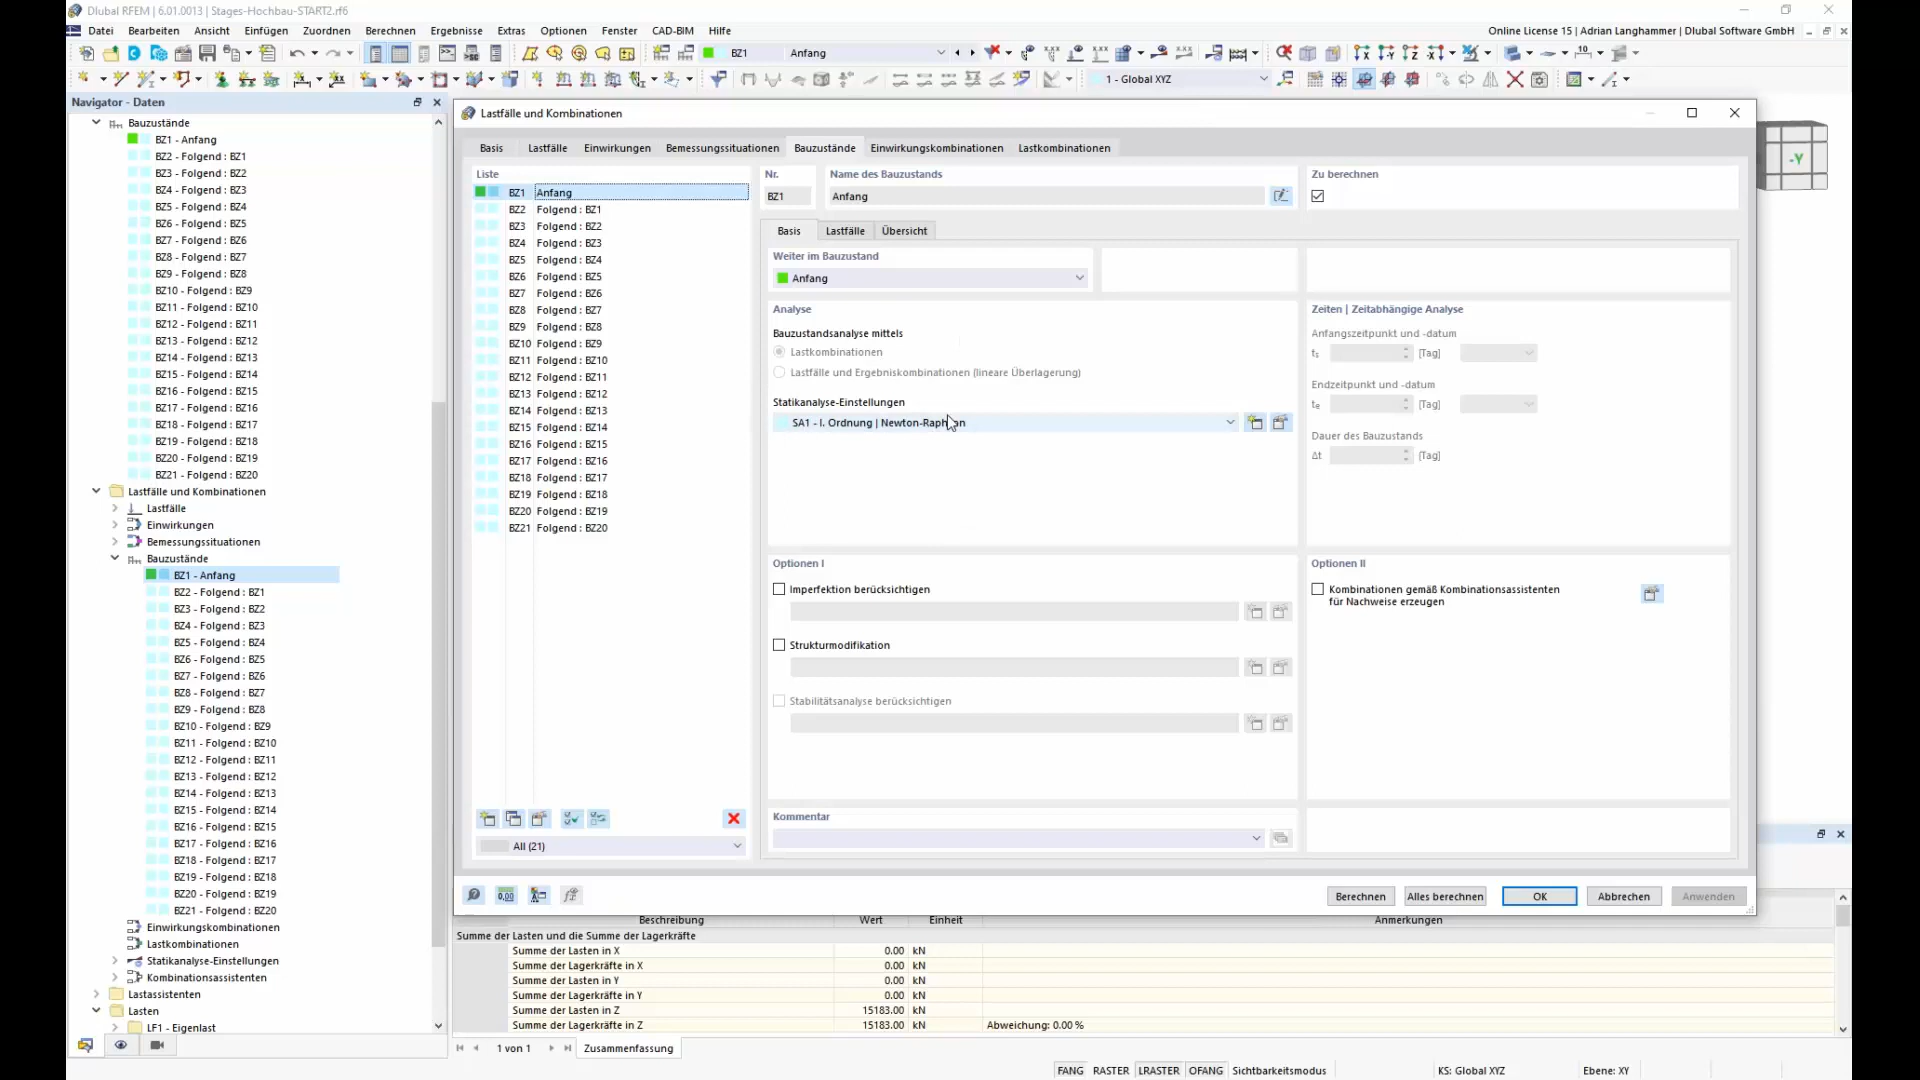 Dlubal RFEM | 6.01.0013 | Stages-Hochbau-START2.rf6
Datei Bearbeiten Ansicht Einfügen Zuordnen Berechnen Ergebnisse Extras Optionen Fenster CAD-BIM Hilfe
Online License 15 | Adrian Langhammer | Dlubal Software GmbH
BZ1 Anfang
1 - Global XYZ
Navigator - Daten
Bauzustände
BZ1 - Anfang
BZ2 - Folgend : BZ1
BZ3 - Folgend : BZ2
BZ4 - Folgend : BZ3
BZ5 - Folgend : BZ4
BZ6 - Folgend : BZ5
BZ7 - Folgend : BZ6
BZ8 - Folgend : BZ7
BZ9 - Folgend : BZ8
BZ10 - Folgend : BZ9
BZ11 - Folgend : BZ10
BZ12 - Folgend : BZ11
BZ13 - Folgend : BZ12
BZ14 - Folgend : BZ13
BZ15 - Folgend : BZ14
BZ16 - Folgend : BZ15
BZ17 - Folgend : BZ16
BZ18 - Folgend : BZ17
BZ19 - Folgend : BZ18
BZ20 - Folgend : BZ19
BZ21 - Folgend : BZ20
Lastfälle und Kombinationen
Lastfälle
Einwirkungen
Bemessungssituationen
Bauzustände
BZ1 - Anfang
BZ2 - Folgend : BZ1
BZ3 - Folgend : BZ2
BZ4 - Folgend : BZ3
BZ5 - Folgend : BZ4
BZ6 - Folgend : BZ5
BZ7 - Folgend : BZ6
BZ8 - Folgend : BZ7
BZ9 - Folgend : BZ8
BZ10 - Folgend : BZ9
BZ11 - Folgend : BZ10
BZ12 - Folgend : BZ11
BZ13 - Folgend : BZ12
BZ14 - Folgend : BZ13
BZ15 - Folgend : BZ14
BZ16 - Folgend : BZ15
BZ17 - Folgend : BZ16
BZ18 - Folgend : BZ17
BZ19 - Folgend : BZ18
BZ20 - Folgend : BZ19
BZ21 - Folgend : BZ20
Einwirkungskombinationen
Lastkombinationen
Statikanalyse-Einstellungen
Kombinationsassistenten
Lastassistenten
Lasten
LF1 - Eigenlast
Lastfälle und Kombinationen
Basis Lastfälle Einwirkungen Bemessungssituationen Bauzustände Einwirkungskombinationen Lastkombinationen
Liste
BZ1 Anfang
BZ2 Folgend : BZ1
BZ3 Folgend : BZ2
BZ4 Folgend : BZ3
BZ5 Folgend : BZ4
BZ6 Folgend : BZ5
BZ7 Folgend : BZ6
BZ8 Folgend : BZ7
BZ9 Folgend : BZ8
BZ10 Folgend : BZ9
BZ11 Folgend : BZ10
BZ12 Folgend : BZ11
BZ13 Folgend : BZ12
BZ14 Folgend : BZ13
BZ15 Folgend : BZ14
BZ16 Folgend : BZ15
BZ17 Folgend : BZ16
BZ18 Folgend : BZ17
BZ19 Folgend : BZ18
BZ20 Folgend : BZ19
BZ21 Folgend : BZ20
All (21)
Nr.
BZ1
Name des Bauzustands
Anfang
Zu berechnen
Basis Lastfälle Übersicht
Weiter im Bauzustand
Anfang
Analyse
Bauzustandsanalyse mittels
Lastkombinationen
Lastfälle und Ergebniskombinationen (lineare Überlagerung)
Statikanalyse-Einstellungen
SA1 - I. Ordnung | Newton-Raphson
Zeiten | Zeitabhängige Analyse
Anfangszeitpunkt und -datum
ts [Tag]
Endzeitpunkt und -datum
te [Tag]
Dauer des Bauzustands
Δt [Tag]
Optionen I
Imperfektion berücksichtigen
Strukturmodifikation
Stabilitätsanalyse berücksichtigen
Optionen II
Kombinationen gemäß Kombinationsassistenten
für Nachweise erzeugen
Kommentar
Berechnen Alles berechnen OK Abbrechen Anwenden
-Y
Beschreibung Wert Einheit Anmerkungen
Summe der Lasten und die Summe der Lagerkräfte
Summe der Lasten in X 0.00 kN
Summe der Lagerkräfte in X 0.00 kN
Summe der Lasten in Y 0.00 kN
Summe der Lagerkräfte in Y 0.00 kN
Summe der Lasten in Z 15183.00 kN
Summe der Lagerkräfte in Z 15183.00 kN Abweichung: 0.00 %
1 von 1 Zusammenfassung
FANG RASTER LRASTER OFANG Sichtbarkeitsmodus KS: Global XYZ Ebene: XY